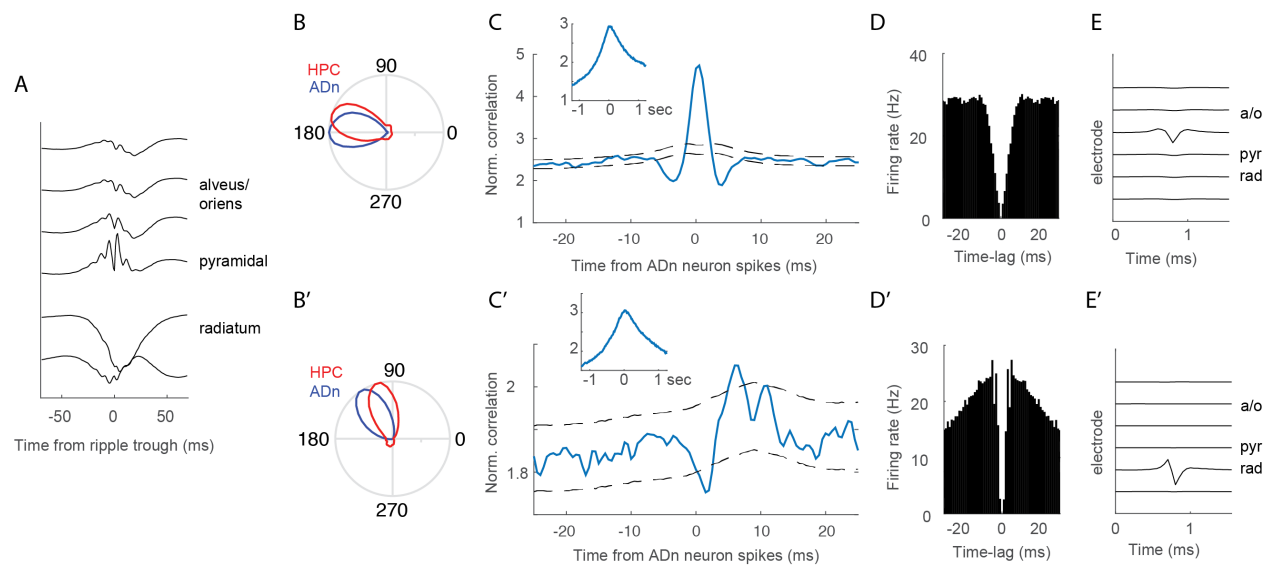 A
alveus/
oriens
pyramidal
radiatum
-50 0 50
Time from ripple trough (ms)
B
HPC
ADn
90
180 0
270
C
Norm. correlation
5
4
3
2
1
3
2
1
-1 0 1 sec
-20 -10 0 10 20
Time from ADn neuron spikes (ms)
D
Firing rate (Hz)
40
20
0
-20 0 20
Time-lag (ms)
E
electrode
a/o
pyr
rad
0 1
Time (ms)
B'
HPC
ADn
90
180 0
270
C'
Norm. correlation
2
1.8
3
2
-1 0 1 sec
-20 -10 0 10 20
Time from ADn neuron spikes (ms)
D'
Firing rate (Hz)
30
20
10
0
-20 0 20
Time-lag (ms)
E'
electrode
a/o
pyr
rad
0 1
Time (ms)